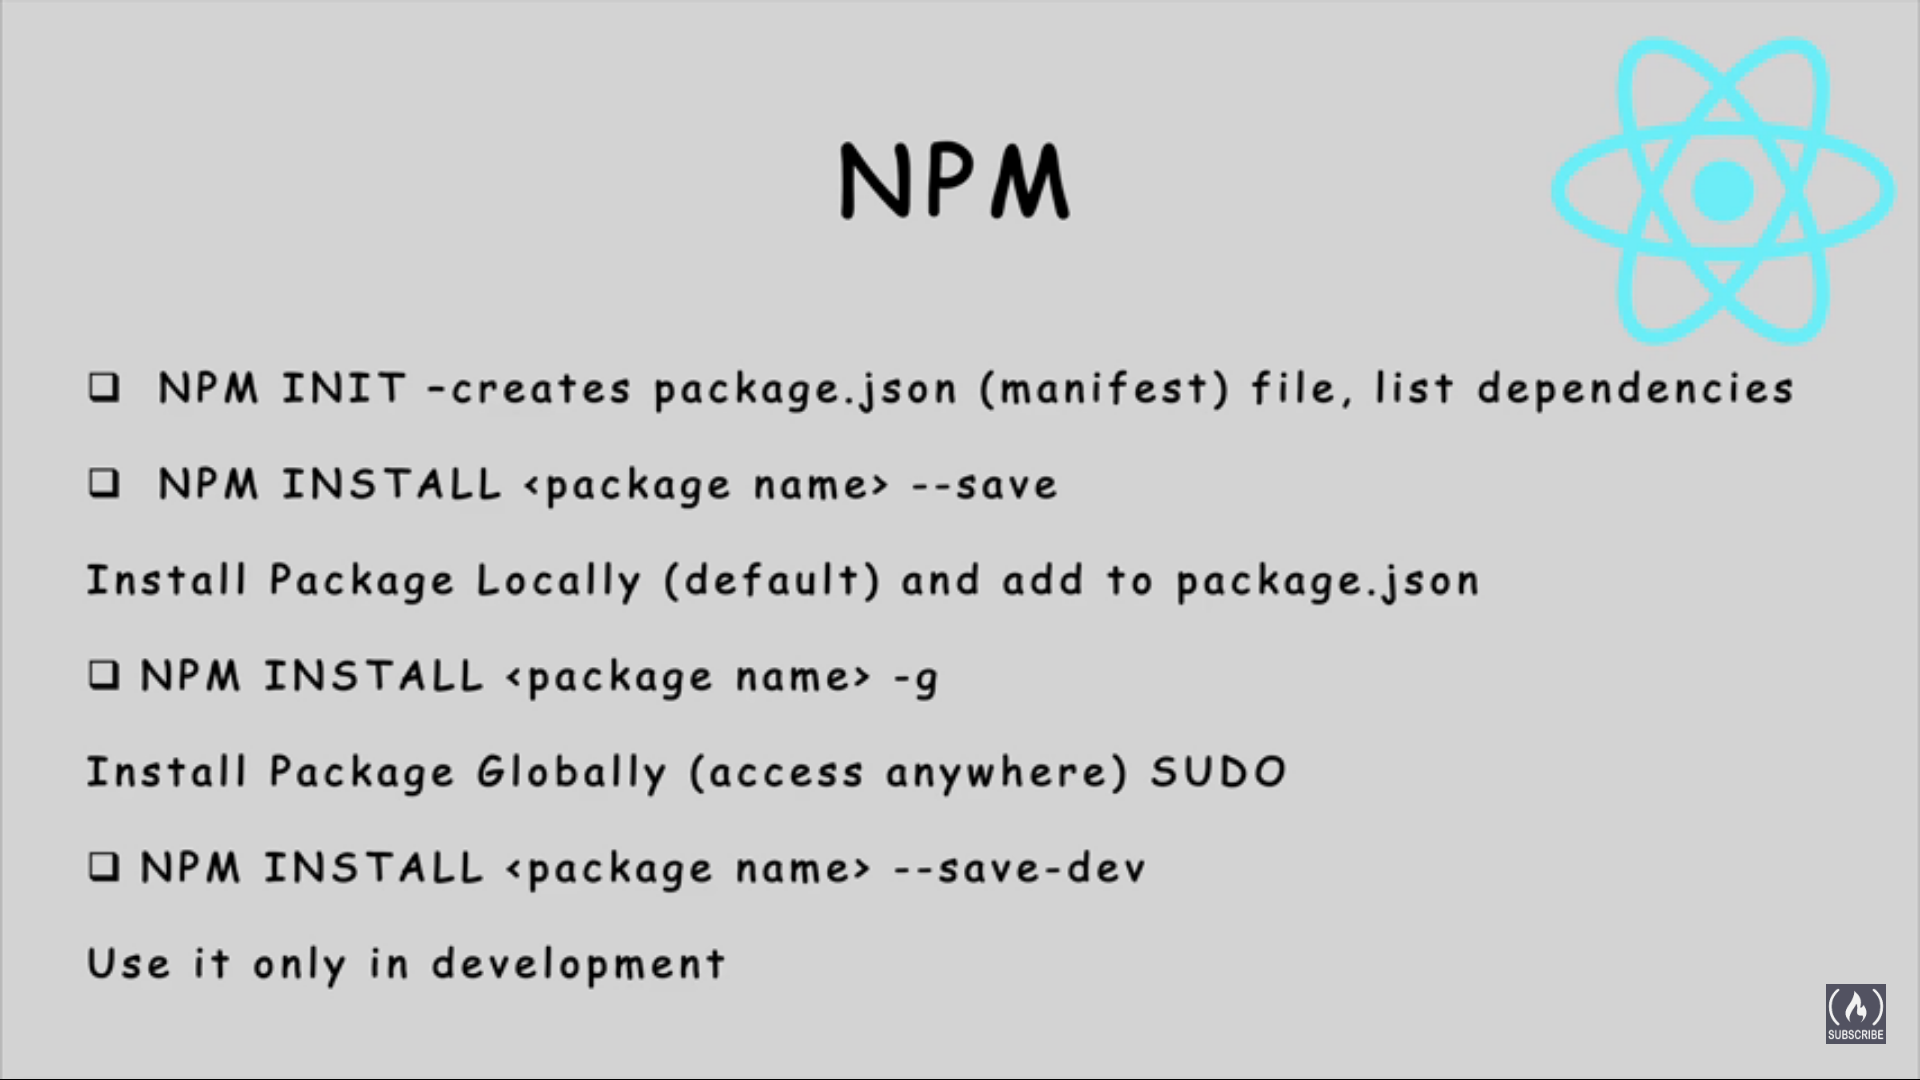 NPM
❑ NPM INIT -creates package.json (manifest) file, list dependencies
❑ NPM INSTALL <package name> --save
Install Package Locally (default) and add to package.json
❑ NPM INSTALL <package name> -g
Install Package Globally (access anywhere) SUDO
❑ NPM INSTALL <package name> --save-dev
Use it only in development
SUBSCRIBE